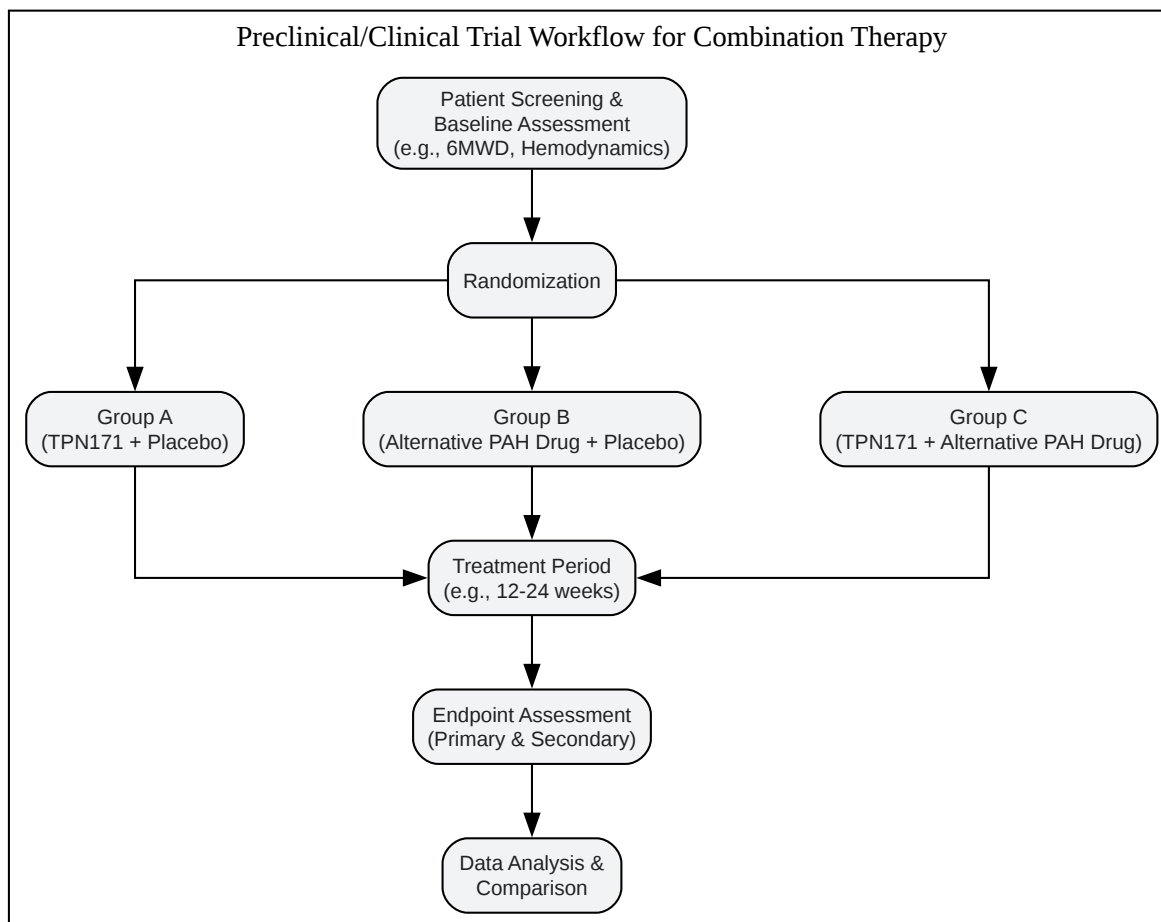 Preclinical/Clinical Trial Workflow for Combination Therapy
Patient Screening &
Baseline Assessment
(e.g., 6MWD, Hemodynamics)
Randomization
Group A
(TPN171 + Placebo)
Group B
(Alternative PAH Drug + Placebo)
Group C
(TPN171 + Alternative PAH Drug)
Treatment Period
(e.g., 12-24 weeks)
Endpoint Assessment
(Primary & Secondary)
Data Analysis &
Comparison